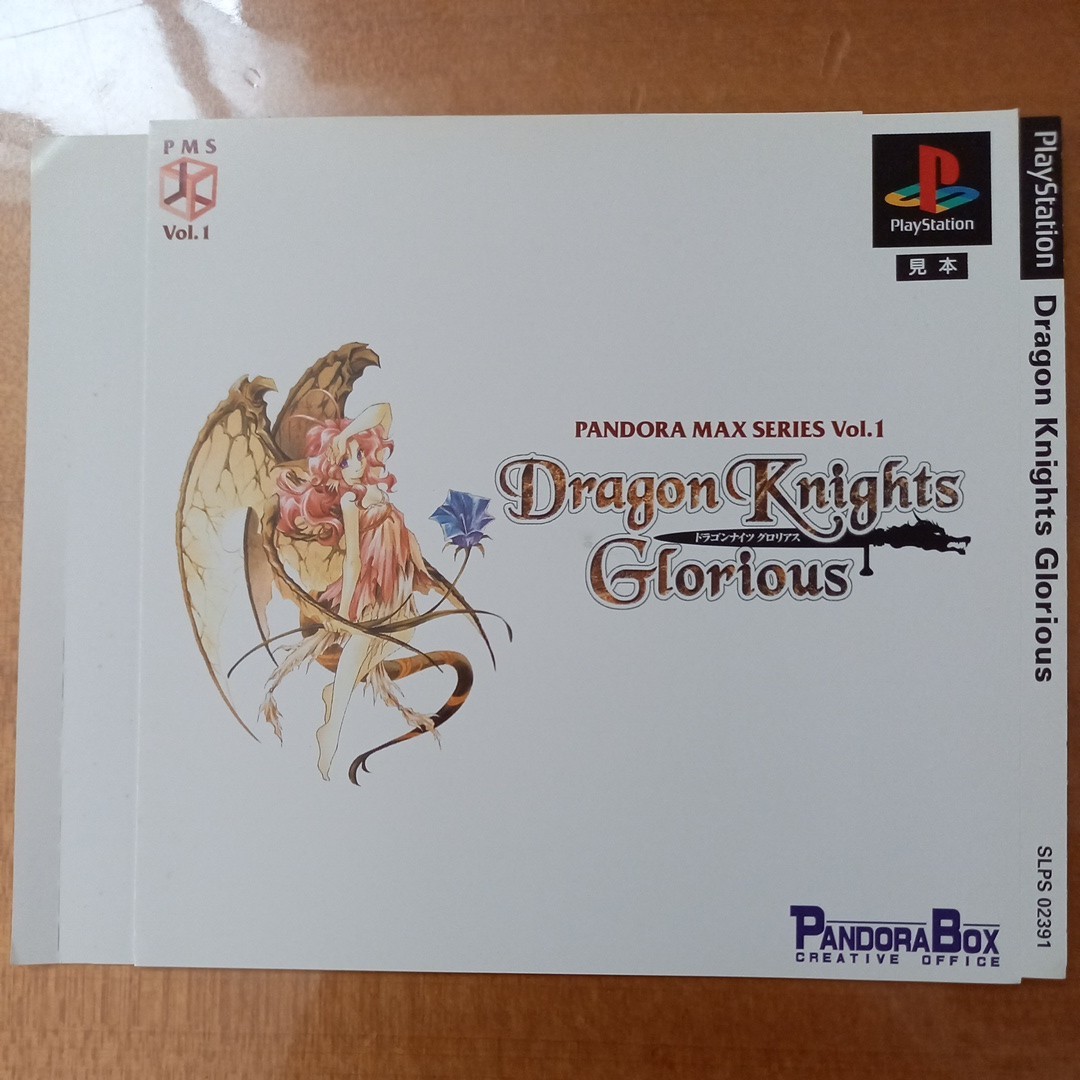 PMS
Vol.1
PlayStation
見本
PANDORA MAX SERIES Vol.1
Dragon Knights
ドラゴンナイツ グロリアス
Glorious
PANDORA BOX
CREATIVE OFFICE
PlayStation
Dragon Knights Glorious
SLPS 02391